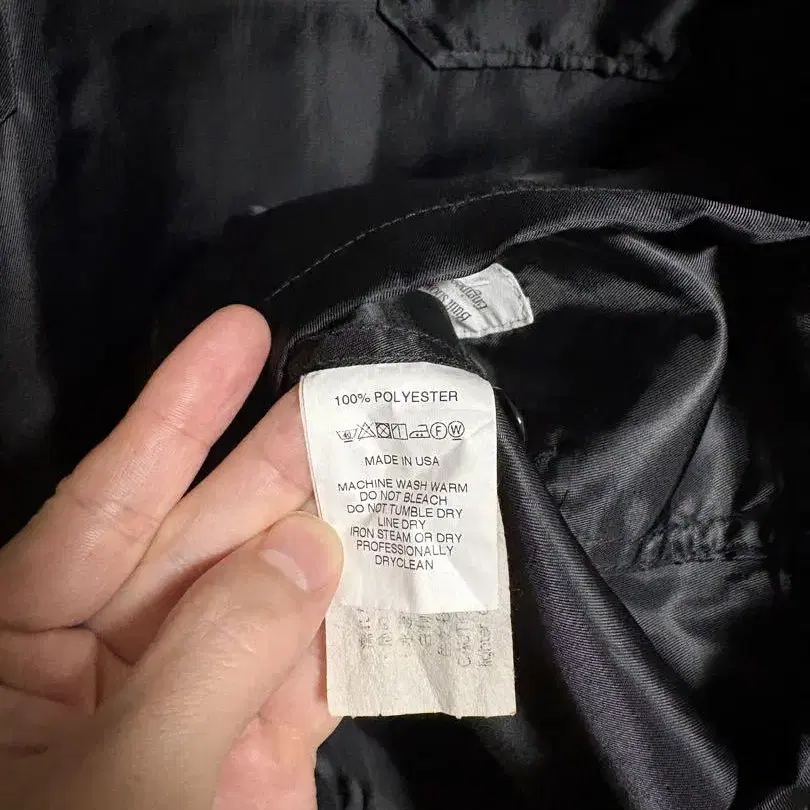 100% POLYESTER
F W
MADE IN USA
MACHINE WASH WARM
DO NOT BLEACH
DO NOT TUMBLE DRY
LINE DRY
IRON STEAM OR DRY
PROFESSIONALLY
DRYCLEAN